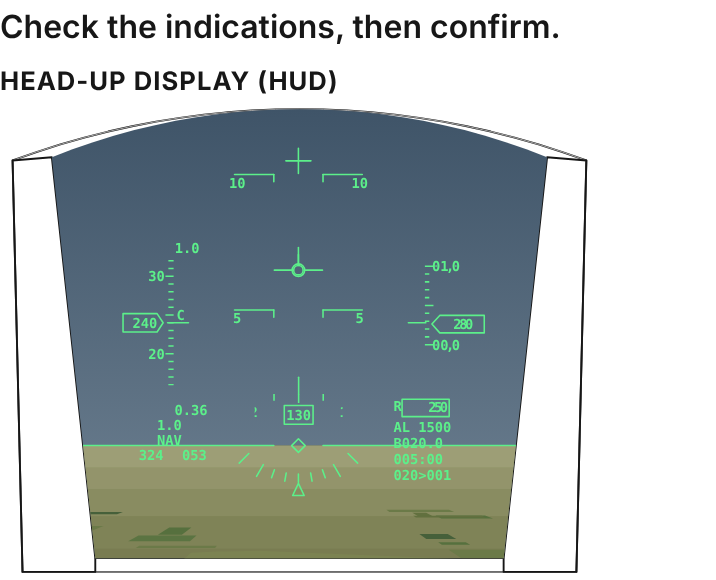 Check the indications, then confirm.
HEAD-UP DISPLAY (HUD)
10 10
1.0
30 01,0
5 5
240 C 280
20 00,0
0.36 130 R 250
1.0 AL 1500
NAV B020.0
324 053 005:00
020>001